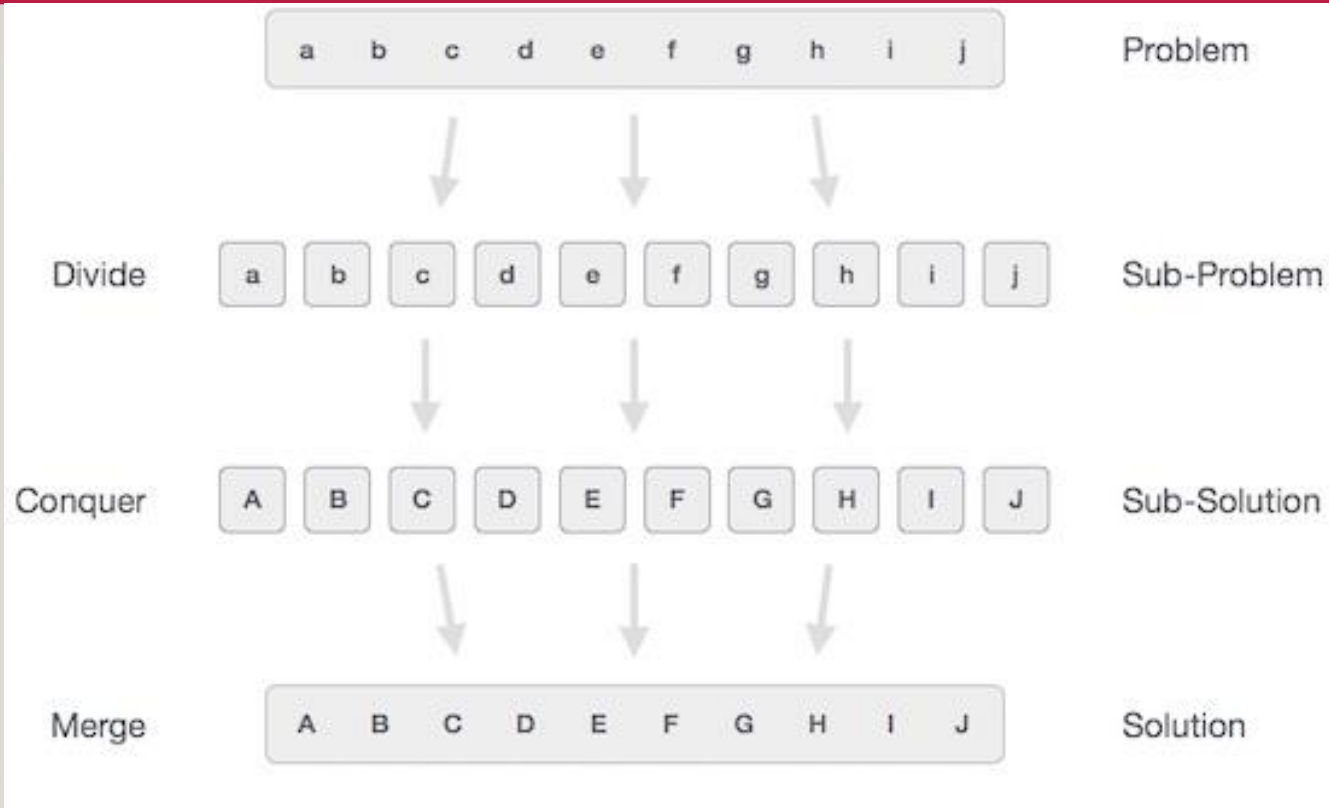 a b c d e f g h i j Problem
Divide a b c d e f g h i j Sub-Problem
Conquer A B C D E F G H I J Sub-Solution
Merge A B C D E F G H I J Solution